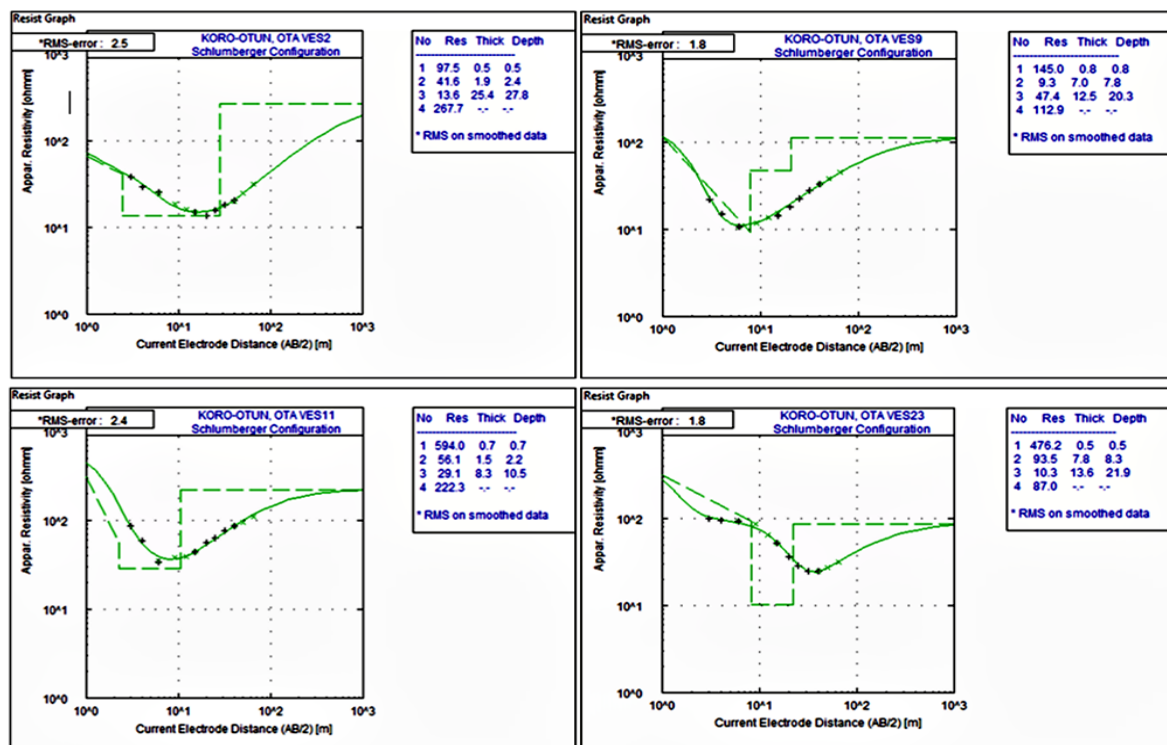 Resist Graph
*RMS-error: 2.5
KORO-OTUN, OTA VES2
Schlumberger Configuration
10^3
10^2
10^1
10^0
Appar. Resistivity [ohmm]
10^0 10^1 10^2 10^3
Current Electrode Distance (AB/2) [m]
No Res Thick Depth
1 97.5 0.5 0.5
2 41.6 1.9 2.4
3 13.6 25.4 27.8
4 267.7 -.- -.-
* RMS on smoothed data
Resist Graph
*RMS-error: 1.8
KORO-OTUN, OTA VES9
Schlumberger Configuration
10^3
10^2
10^1
10^0
Appar. Resistivity [ohmm]
10^0 10^1 10^2 10^3
Current Electrode Distance (AB/2) [m]
No Res Thick Depth
1 145.0 0.8 0.8
2 9.3 7.0 7.8
3 47.4 12.5 20.3
4 112.9 -.- -.-
* RMS on smoothed data
Resist Graph
*RMS-error: 2.4
KORO-OTUN, OTA VES11
Schlumberger Configuration
10^3
10^2
10^1
10^0
Appar. Resistivity [ohmm]
10^0 10^1 10^2 10^3
Current Electrode Distance (AB/2) [m]
No Res Thick Depth
1 594.0 0.7 0.7
2 56.1 1.5 2.2
3 29.1 8.3 10.5
4 222.3 -.- -.-
* RMS on smoothed data
Resist Graph
*RMS-error: 1.8
KORO-OTUN, OTA VES23
Schlumberger Configuration
10^3
10^2
10^1
10^0
Appar. Resistivity [ohmm]
10^0 10^1 10^2 10^3
Current Electrode Distance (AB/2) [m]
No Res Thick Depth
1 476.2 0.5 0.5
2 93.5 7.8 8.3
3 10.3 13.6 21.9
4 87.0 -.- -.-
* RMS on smoothed data